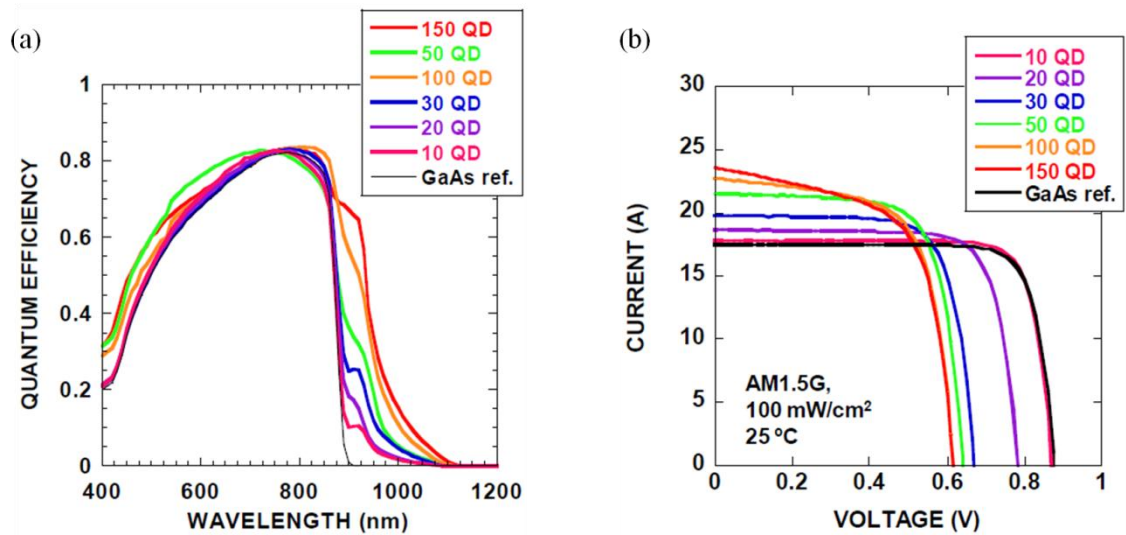 (a)
150 QD
50 QD
100 QD
30 QD
20 QD
10 QD
GaAs ref.
QUANTUM EFFICIENCY
1
0.8
0.6
0.4
0.2
0
400
600
800
1000
1200
WAVELENGTH (nm)
(b)
10 QD
20 QD
30 QD
50 QD
100 QD
150 QD
GaAs ref.
CURRENT (A)
30
25
20
15
10
5
0
AM1.5G,
100 mW/cm²
25 ºC
0
0.2
0.4
0.6
0.8
1
VOLTAGE (V)